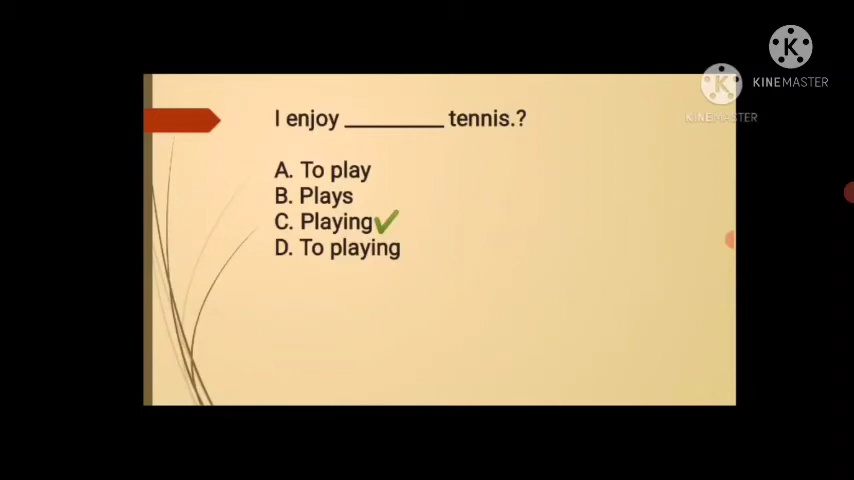 KINEMASTER
KINEMASTER
I enjoy _________ tennis.?
A. To play
B. Plays
C. Playing✔
D. To playing